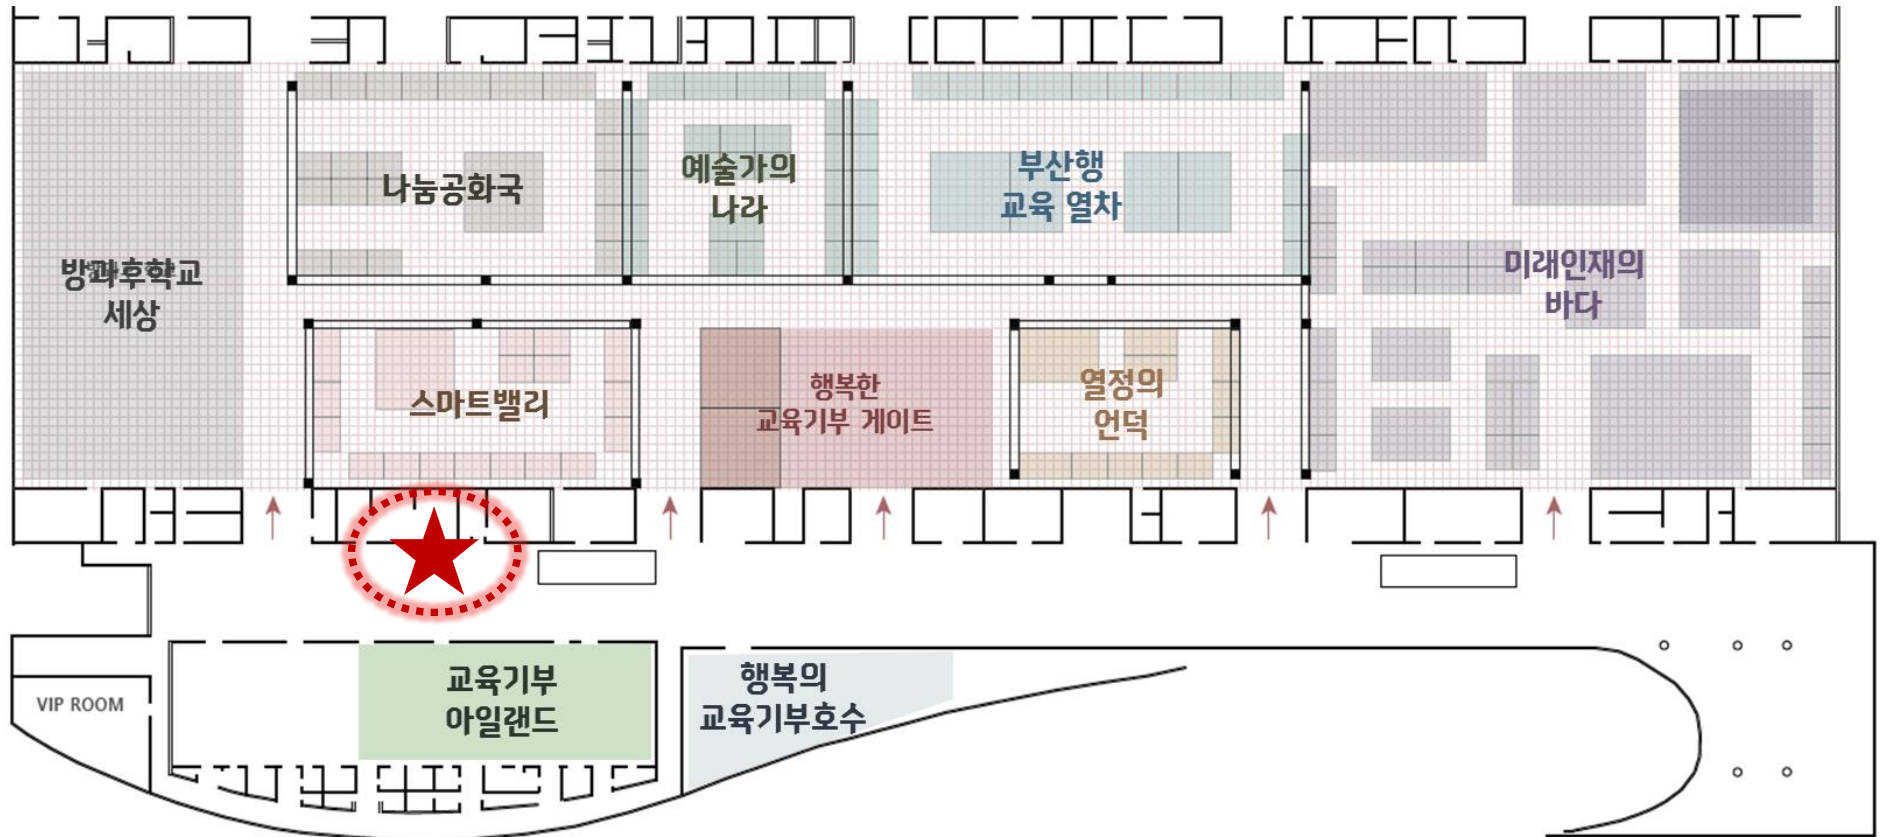 나눔공화국
예술가의
나라
부산행
교육 열차
방과후학교
세상
미래인재의
바다
스마트밸리
행복한
교육기부 게이트
열정의
언덕
교육기부
아일랜드
행복의
교육기부호수
VIP ROOM